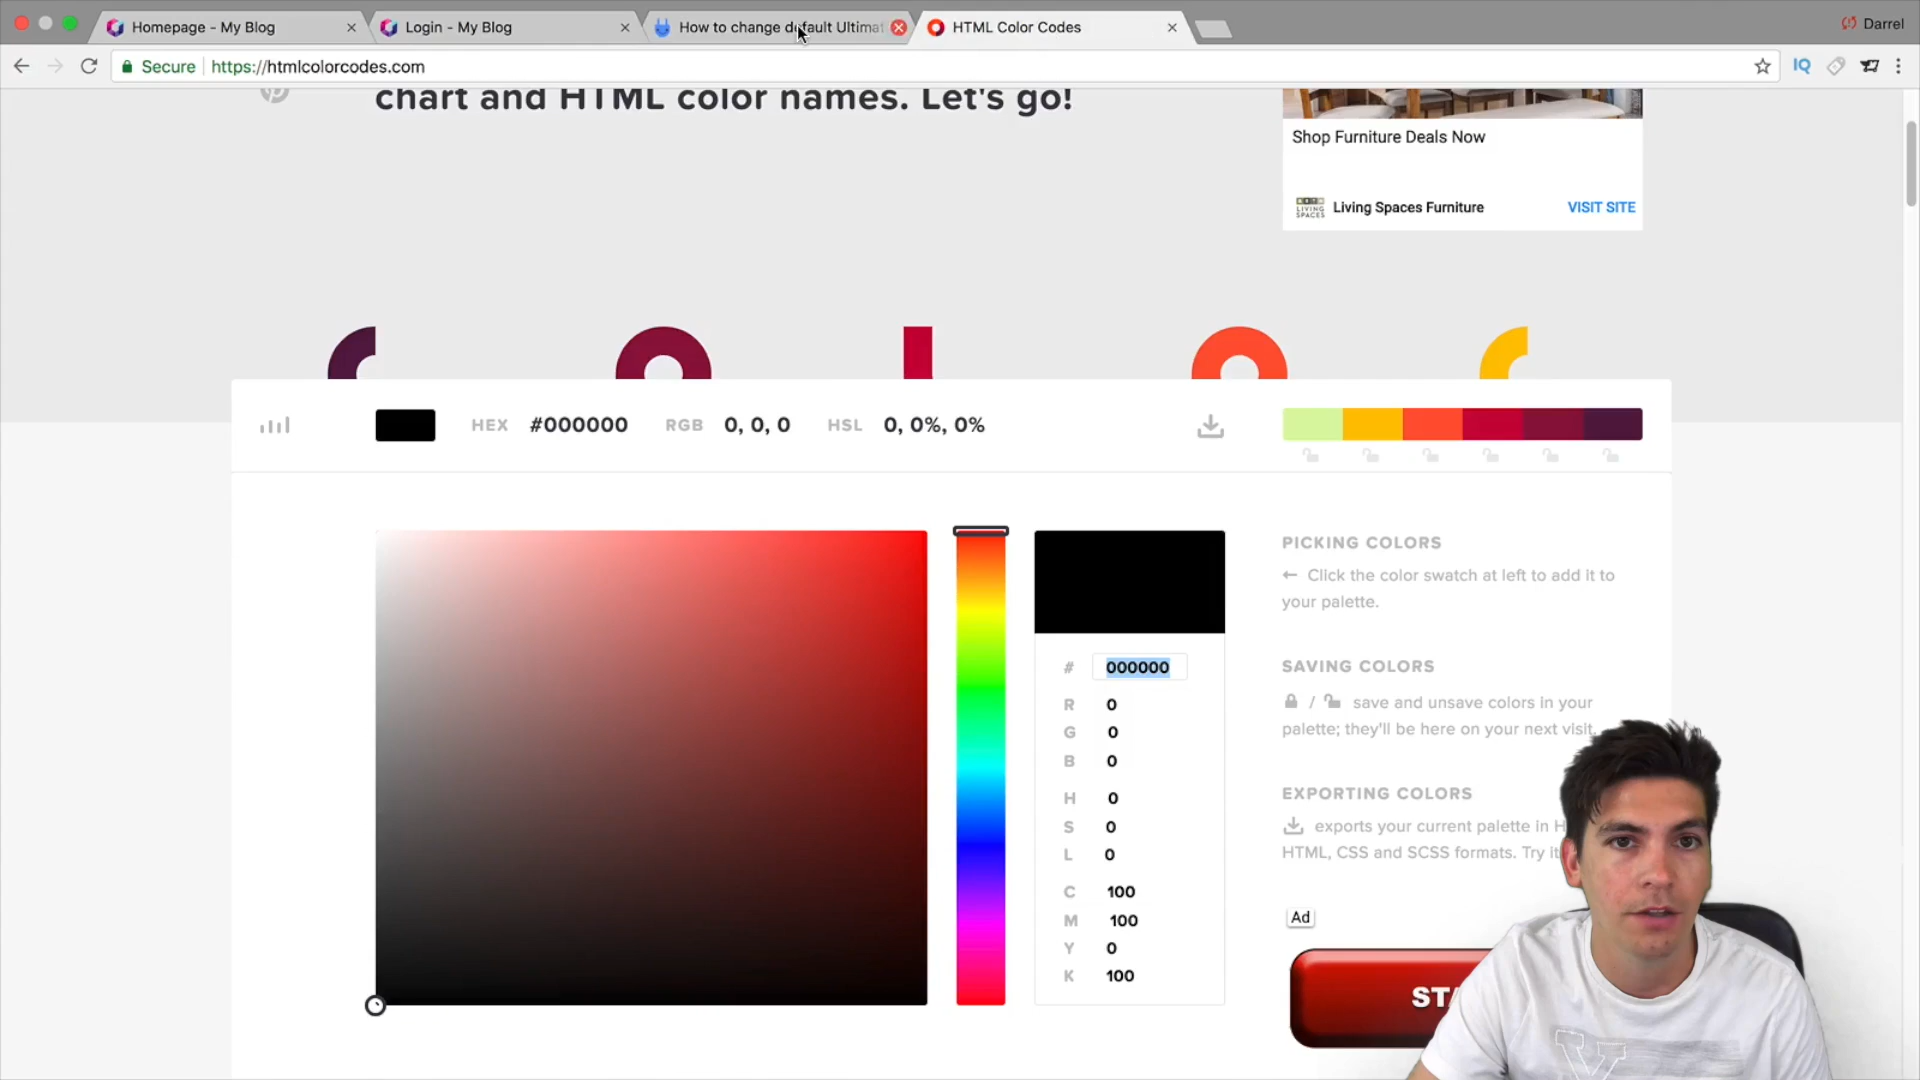 Homepage - My Blog
Login - My Blog
How to change default Ultimat
HTML Color Codes
Darrel
Secure
https://htmlcolorcodes.com
IQ
chart and HTML color names. Let's go!
Shop Furniture Deals Now
LIVING SPACES
Living Spaces Furniture
VISIT SITE
HEX #000000 RGB 0, 0, 0 HSL 0, 0%, 0%
PICKING COLORS
← Click the color swatch at left to add it to
your palette.
# 000000
R 0
G 0
B 0
H 0
S 0
L 0
C 100
M 100
Y 0
K 100
SAVING COLORS
/ save and unsave colors in your
palette; they'll be here on your next visit.
EXPORTING COLORS
exports your current palette in H
HTML, CSS and SCSS formats. Try it
Ad
STA